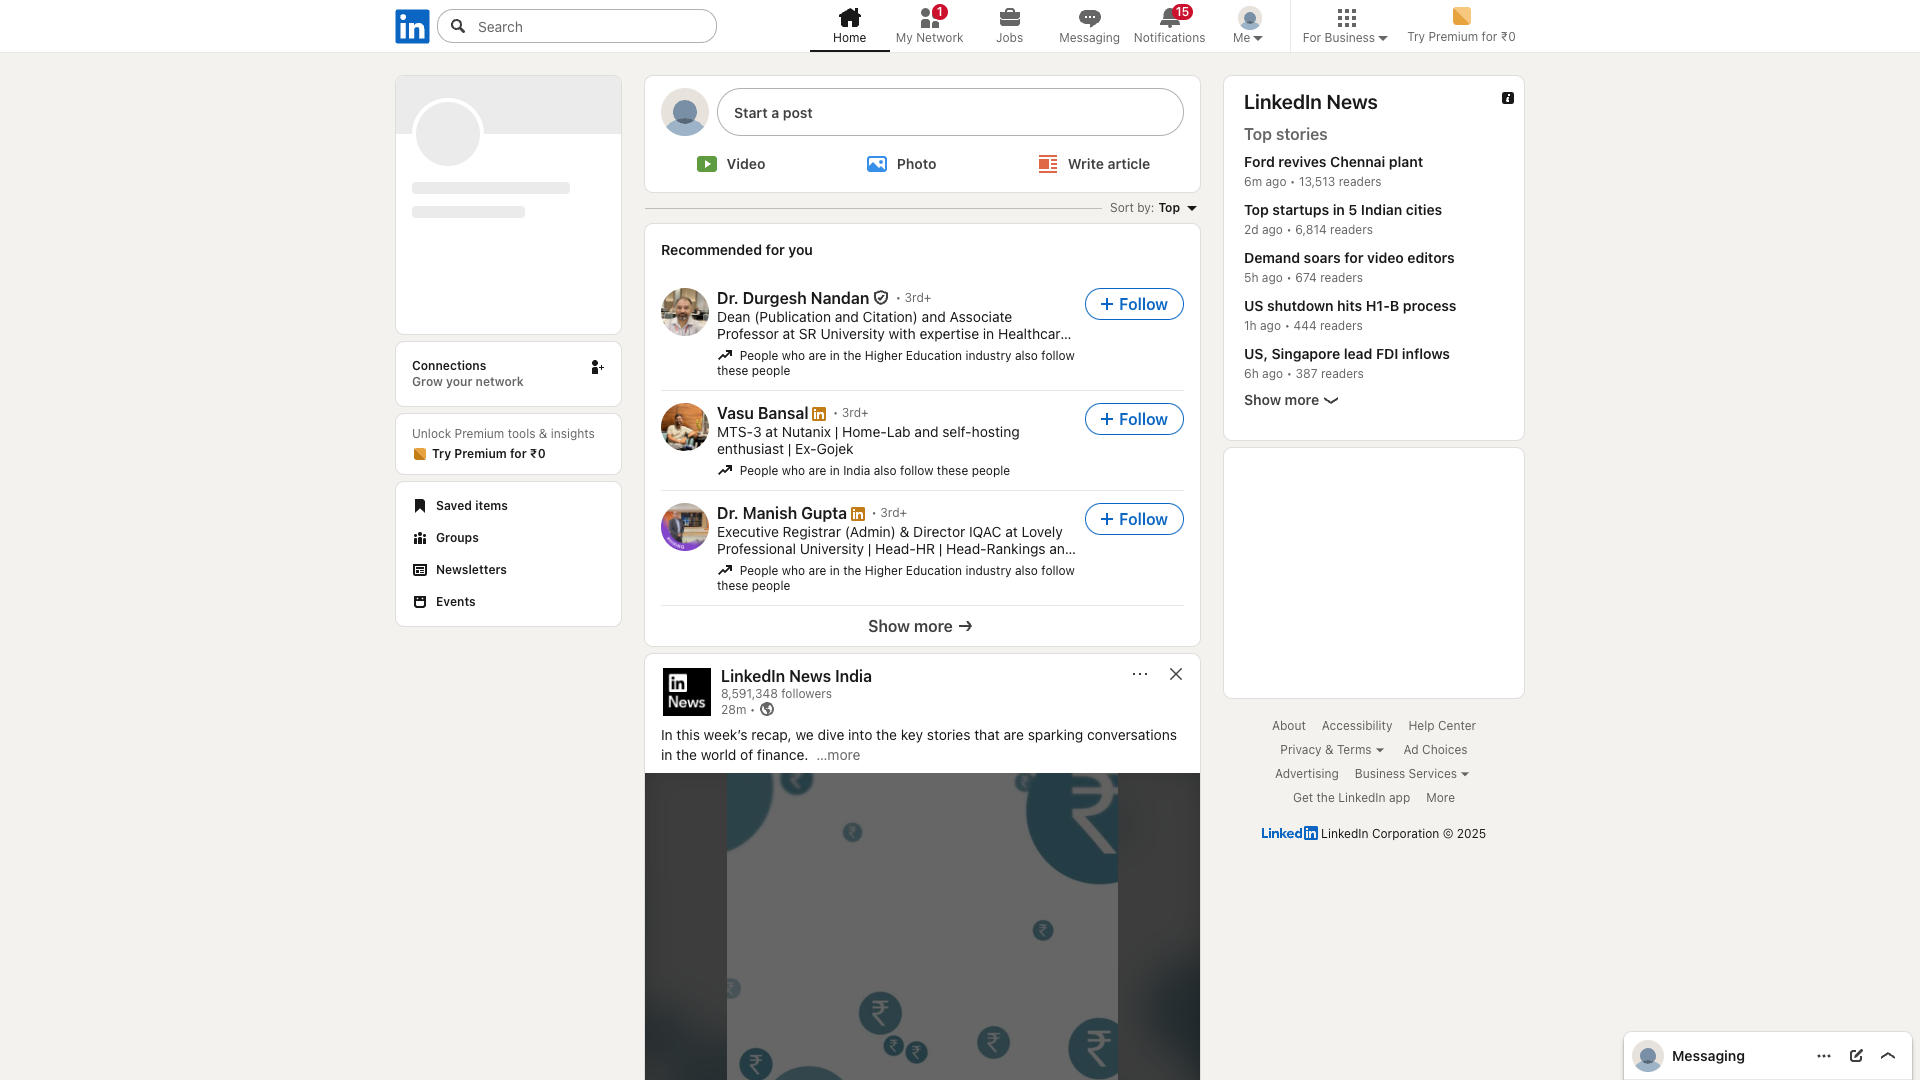 in
Search
Home
1
My Network
Jobs
Messaging
15
Notifications
Me
For Business
Try Premium for ₹0
Connections
Grow your network
Unlock Premium tools & insights
Try Premium for ₹0
Saved items
Groups
Newsletters
Events
Start a post
Video
Photo
Write article
Sort by: Top
Recommended for you
Dr. Durgesh Nandan • 3rd+
Dean (Publication and Citation) and Associate
Professor at SR University with expertise in Healthcar...
People who are in the Higher Education industry also follow
these people
+ Follow
Vasu Bansal in • 3rd+
MTS-3 at Nutanix | Home-Lab and self-hosting
enthusiast | Ex-Gojek
People who are in India also follow these people
+ Follow
Dr. Manish Gupta in • 3rd+
Executive Registrar (Admin) & Director IQAC at Lovely
Professional University | Head-HR | Head-Rankings an...
People who are in the Higher Education industry also follow
these people
+ Follow
Show more →
in
News
LinkedIn News India
8,591,348 followers
28m •
In this week’s recap, we dive into the key stories that are sparking conversations
in the world of finance. ...more
₹
₹
₹
₹
₹
₹
₹
₹
₹
₹
LinkedIn News
Top stories
Ford revives Chennai plant
6m ago • 13,513 readers
Top startups in 5 Indian cities
2d ago • 6,814 readers
Demand soars for video editors
5h ago • 674 readers
US shutdown hits H1-B process
1h ago • 444 readers
US, Singapore lead FDI inflows
6h ago • 387 readers
Show more
About Accessibility Help Center
Privacy & Terms Ad Choices
Advertising Business Services
Get the LinkedIn app More
LinkedIn LinkedIn Corporation © 2025
Messaging